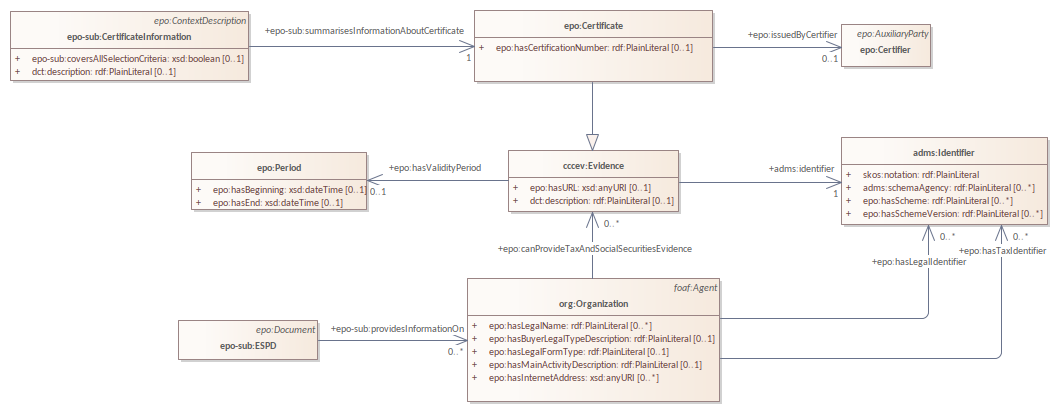 epo:ContextDescription
epo-sub:CertificateInformation
+ epo-sub:coversAllSelectionCriteria: xsd:boolean [0..1]
+ dct:description: rdf:PlainLiteral [0..1]
+epo-sub:summarisesInformationAboutCertificate
1
epo:Certificate
+ epo:hasCertificationNumber: rdf:PlainLiteral [0..1]
+epo:issuedByCertifier
0..1
epo:AuxiliaryParty
epo:Certifier
epo:Period
+ epo:hasBeginning: xsd:dateTime [0..1]
+ epo:hasEnd: xsd:dateTime [0..1]
+epo:hasValidityPeriod
0..1
cccev:Evidence
+ epo:hasURL: xsd:anyURI [0..1]
+ dct:description: rdf:PlainLiteral [0..1]
+adms:identifier
1
adms:Identifier
+ skos:notation: rdf:PlainLiteral
+ adms:schemaAgency: rdf:PlainLiteral [0..*]
+ epo:hasScheme: rdf:PlainLiteral [0..*]
+ epo:hasSchemeVersion: rdf:PlainLiteral [0..*]
0..*
+epo:canProvideTaxAndSocialSecuritiesEvidence
0..*
+epo:hasLegalIdentifier
0..*
+epo:hasTaxIdentifier
epo:Document
epo-sub:ESPD
+epo-sub:providesInformationOn
0..*
foaf:Agent
org:Organization
+ epo:hasLegalName: rdf:PlainLiteral [0..*]
+ epo:hasBuyerLegalTypeDescription: rdf:PlainLiteral [0..1]
+ epo:hasLegalFormType: rdf:PlainLiteral [0..1]
+ epo:hasMainActivityDescription: rdf:PlainLiteral [0..1]
+ epo:hasInternetAddress: xsd:anyURI [0..*]